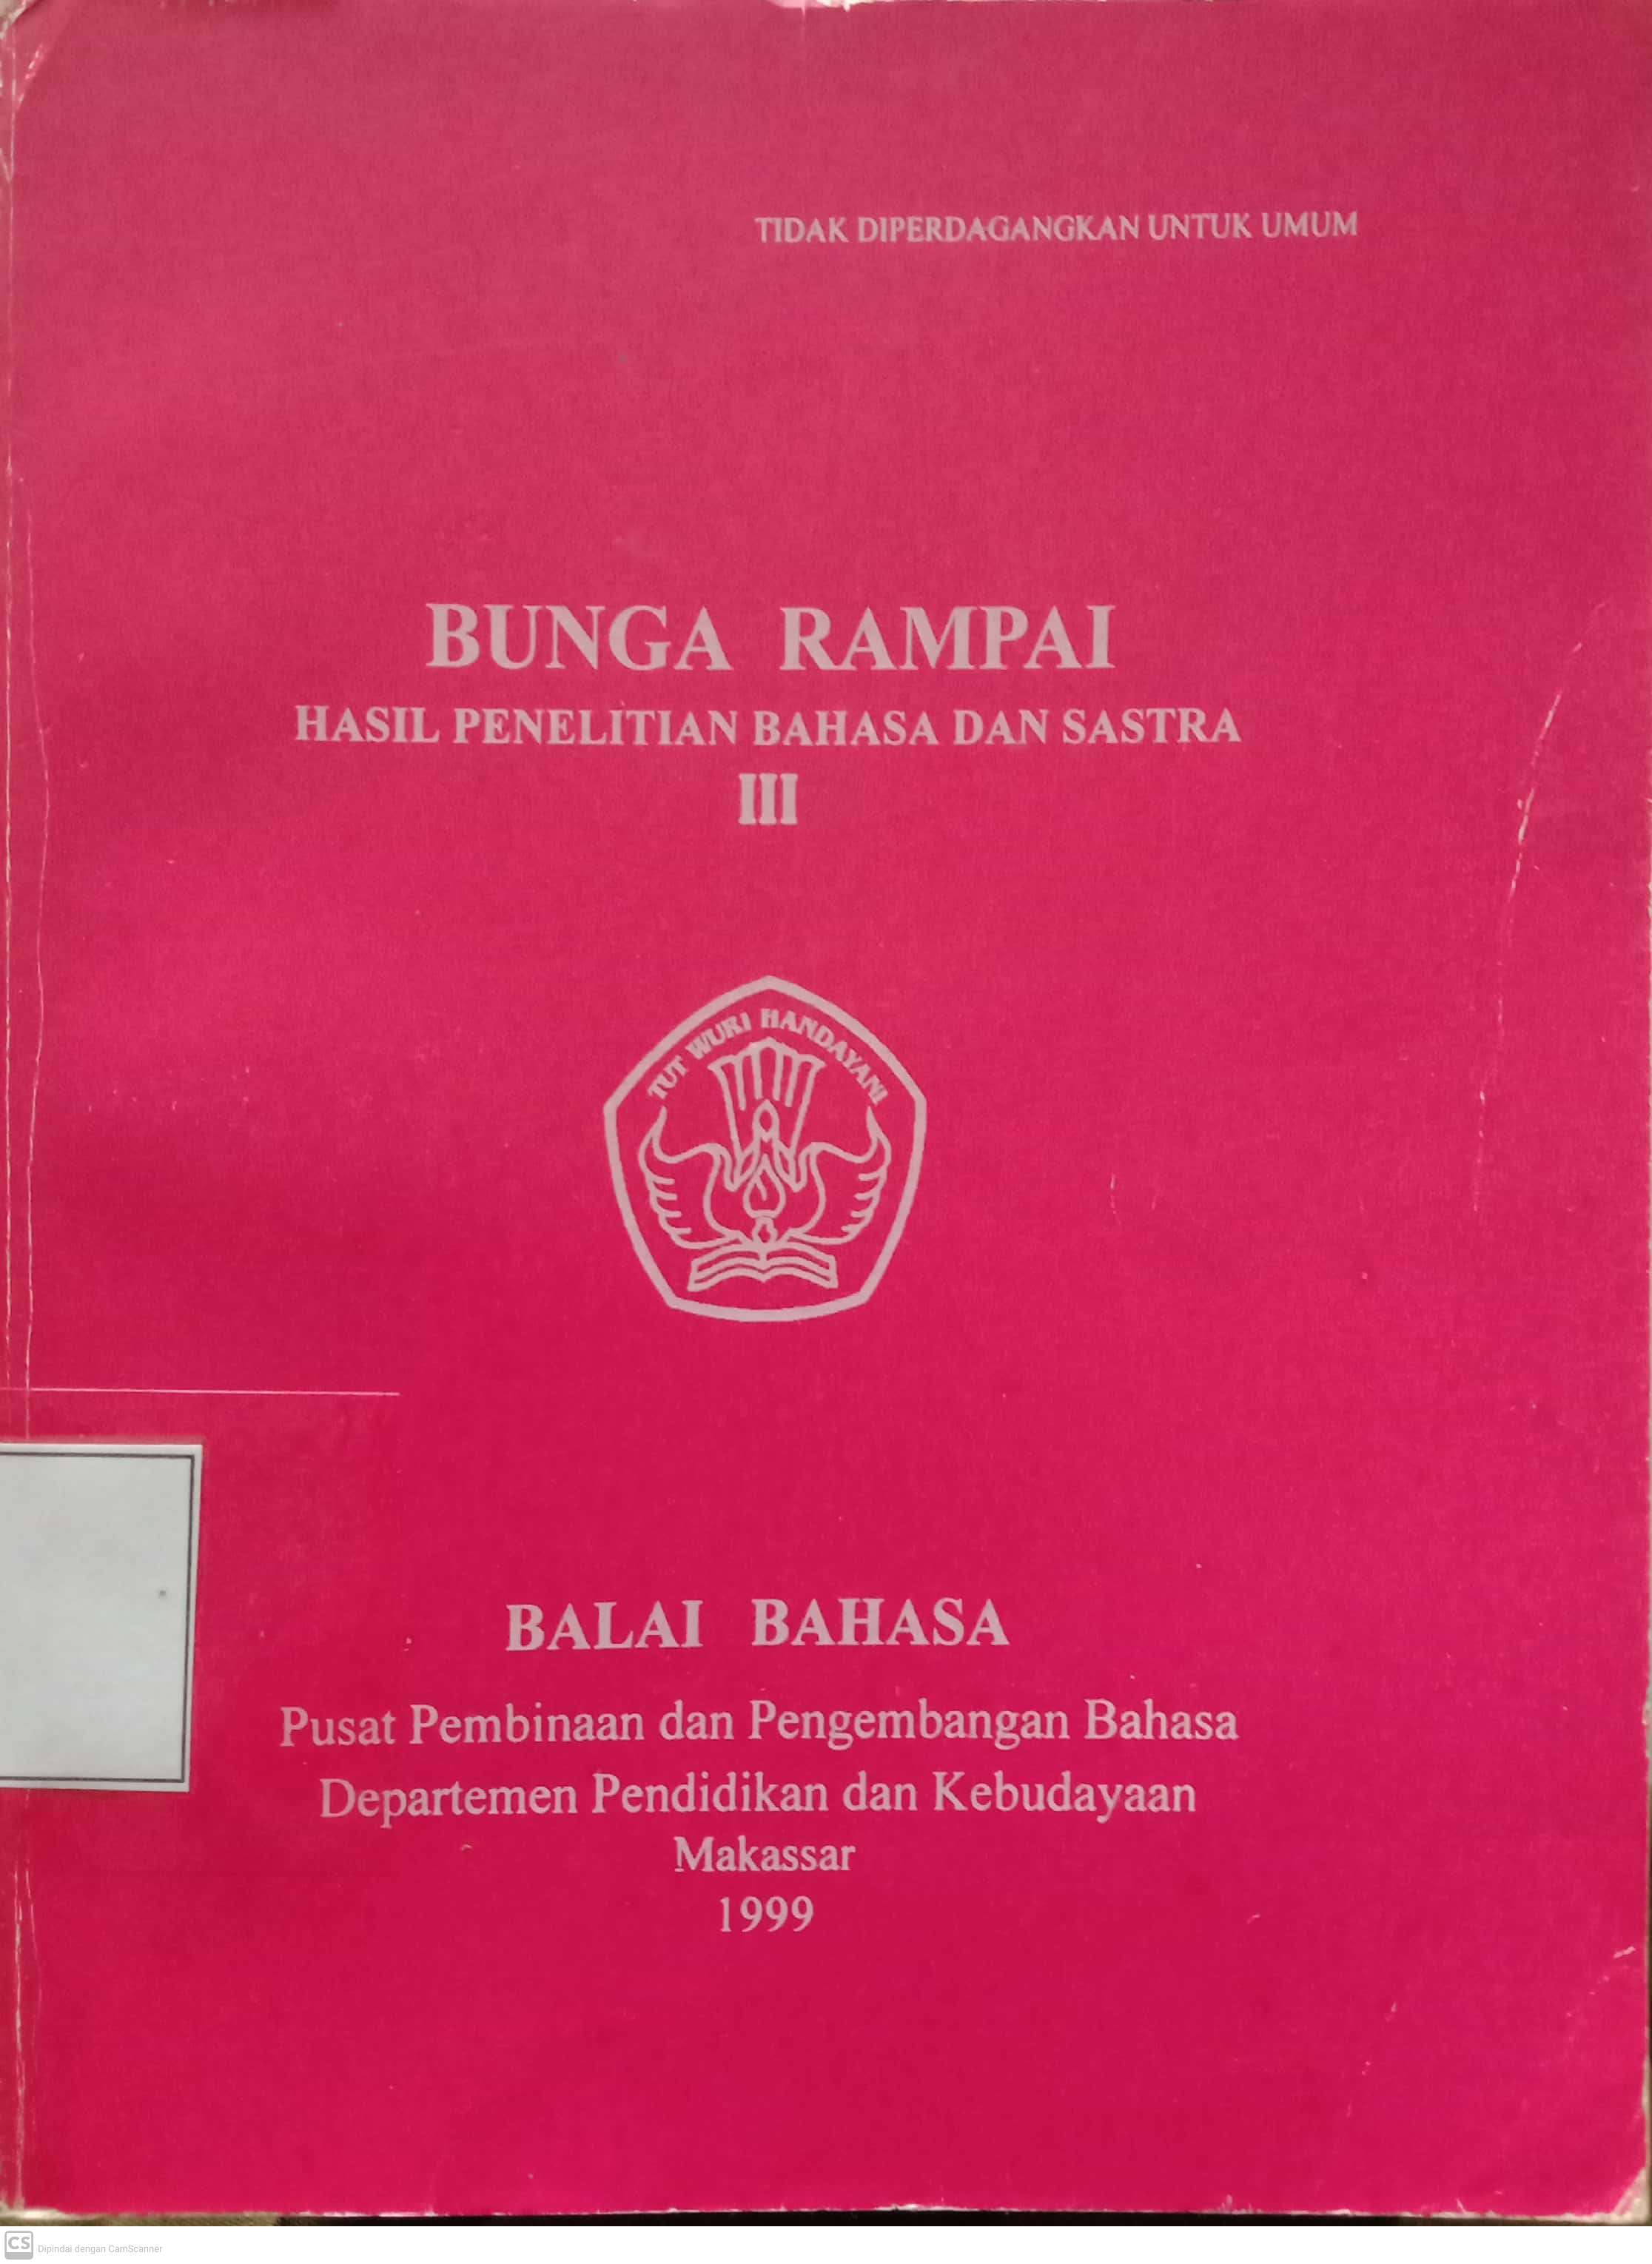 TIDAK DIPERDAGANGKAN UNTUK UMUM
BUNGA RAMPAI
HASIL PENELITIAN BAHASA DAN SASTRA
III
TUT WURI HANDAYANI
BALAI BAHASA
Pusat Pembinaan dan Pengembangan Bahasa
Departemen Pendidikan dan Kebudayaan
Makassar
1999
CS Dipindai dengan CamScanner